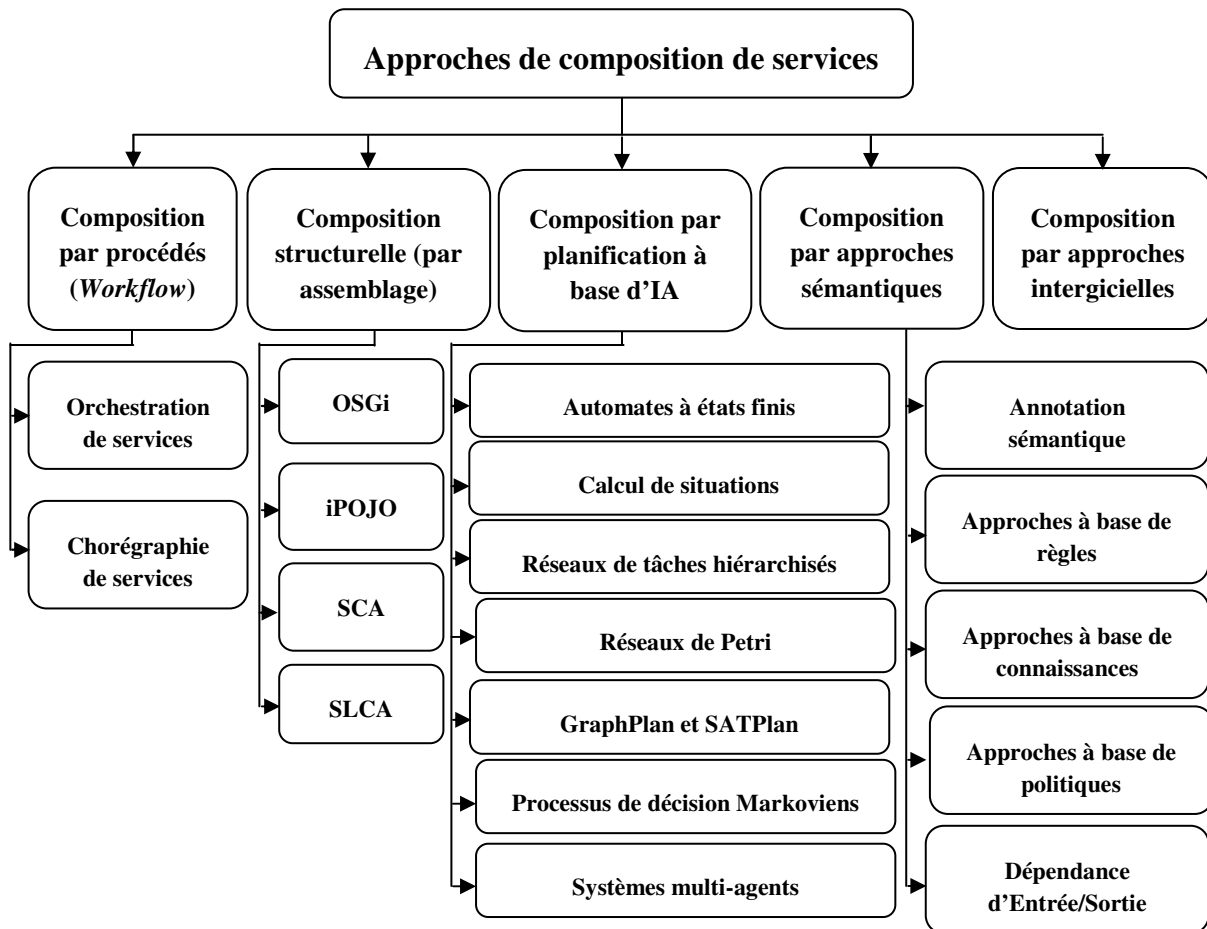 Approches de composition de services
Composition
par procédés
(Workflow)
Composition
structurelle (par
assemblage)
Composition par
planification à
base d’IA
Composition
par approches
sémantiques
Composition
par approches
intergicielles
Orchestration
de services
Chorégraphie
de services
OSGi
iPOJO
SCA
SLCA
Automates à états finis
Calcul de situations
Réseaux de tâches hiérarchisés
Réseaux de Petri
GraphPlan et SATPlan
Processus de décision Markoviens
Systèmes multi-agents
Annotation
sémantique
Approches à base de
règles
Approches à base de
connaissances
Approches à base de
politiques
Dépendance
d’Entrée/Sortie